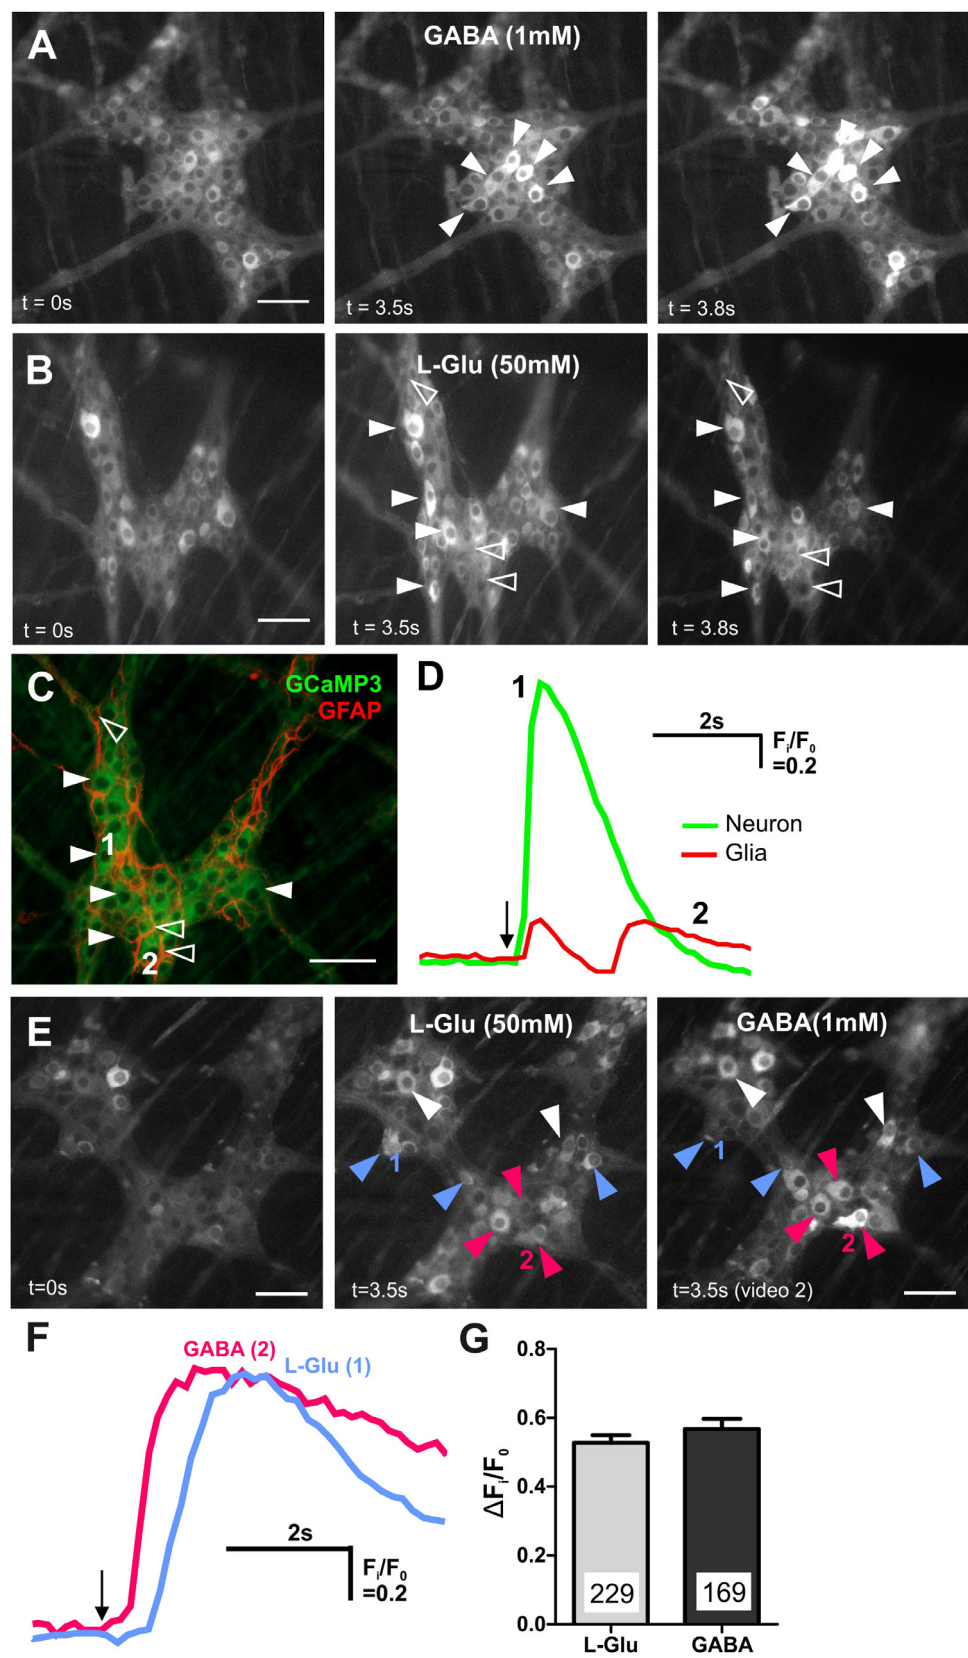 A
GABA (1mM)
t = 0s
t = 3.5s
t = 3.8s
B
L-Glu (50mM)
t = 0s
t = 3.5s
t = 3.8s
C
GCaMP3
GFAP
1
2
D
1
2s
Fi/F0
=0.2
Neuron
Glia
2
E
L-Glu (50mM)
GABA(1mM)
1
2
1
2
t=0s
t=3.5s
t=3.5s (video 2)
F
GABA (2)
L-Glu (1)
2s
Fi/F0
=0.2
G
ΔFi/F0
0.8
0.6
0.4
0.2
0.0
229
169
L-Glu
GABA